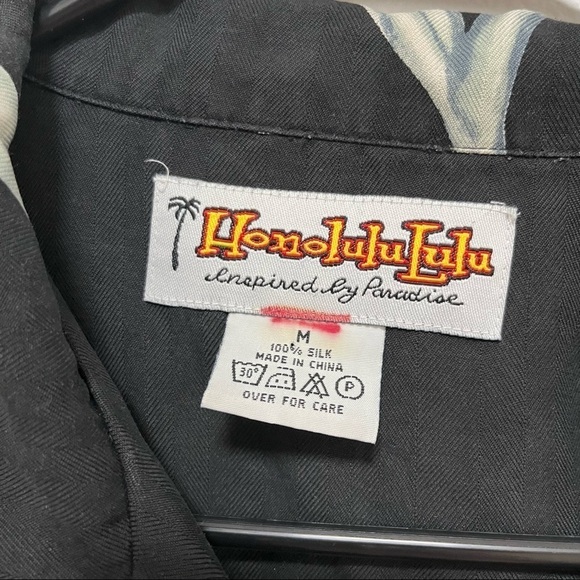 HonoluluLulu
Inspired by Paradise
M
100% SILK
MADE IN CHINA
30° P
OVER FOR CARE